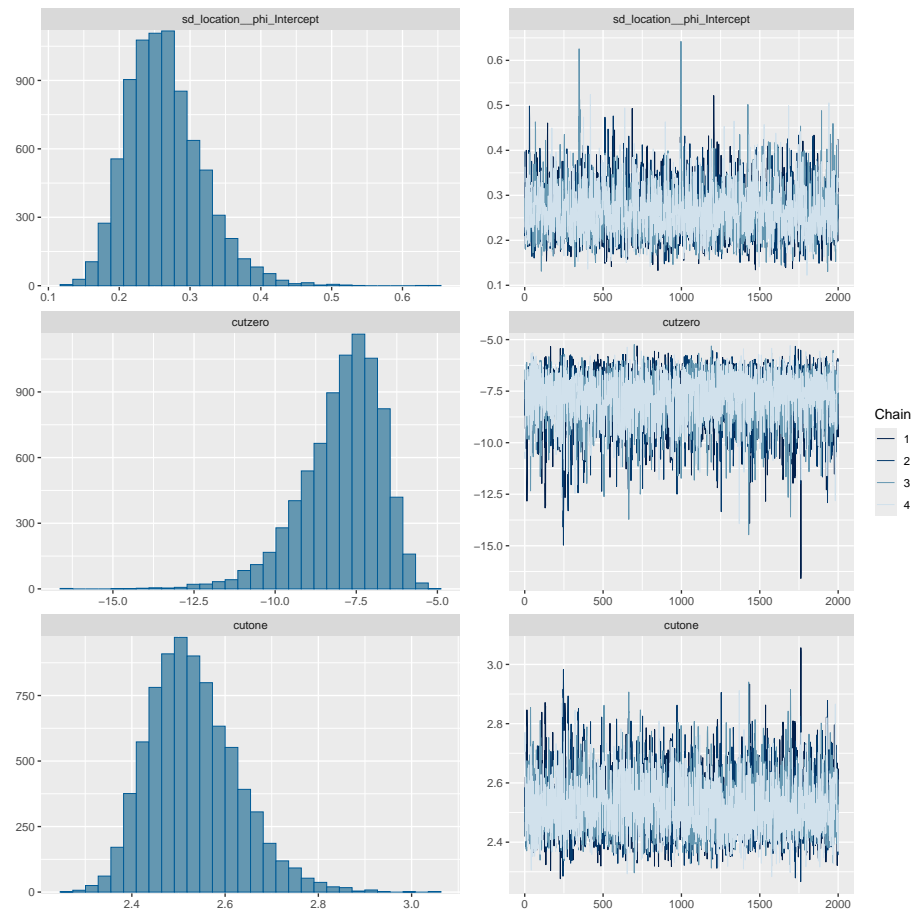 sd_location__phi_Intercept
900
600
300
0
0.1 0.2 0.3 0.4 0.5 0.6
sd_location__phi_Intercept
0.6
0.5
0.4
0.3
0.2
0.1
0 500 1000 1500 2000
cutzero
900
600
300
0
−15.0 −12.5 −10.0 −7.5 −5.0
cutzero
−5.0
−7.5
−10.0
−12.5
−15.0
0 500 1000 1500 2000
cutone
750
500
250
0
2.4 2.6 2.8 3.0
cutone
3.0
2.8
2.6
2.4
0 500 1000 1500 2000
Chain
1
2
3
4